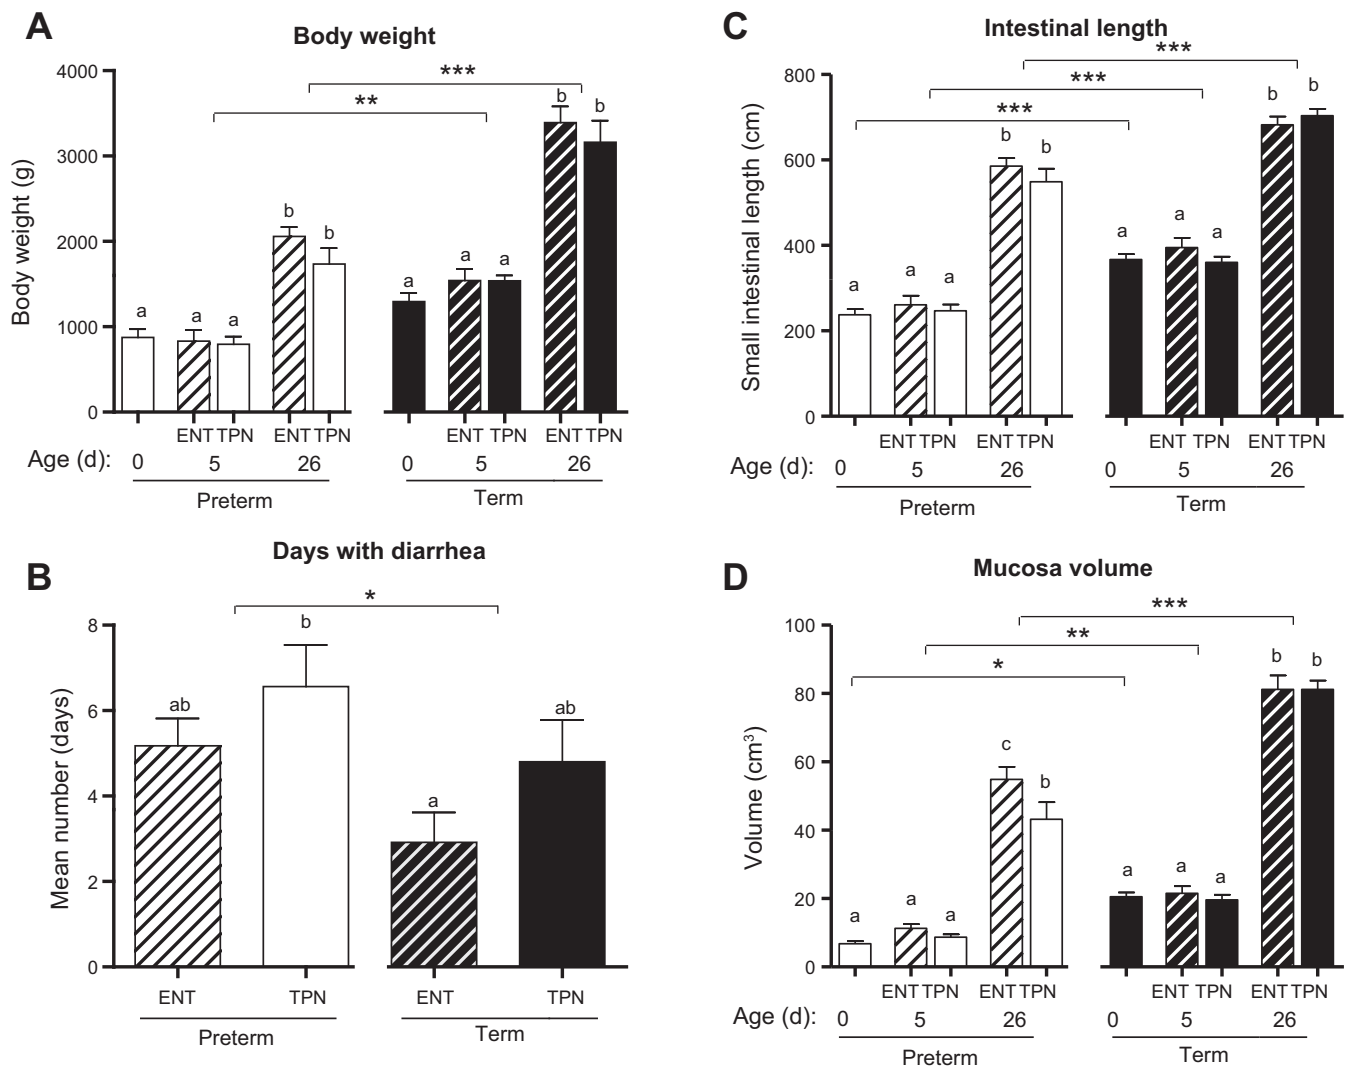 A
Body weight
Body weight (g)
4000
3000
2000
1000
0
***
**
a
a
a
b
b
a
a
a
b
b
ENT TPN ENT TPN ENT TPN ENT TPN
Age (d): 0 5 26 0 5 26
Preterm Term
C
Intestinal length
Small intestinal length (cm)
800
600
400
200
0
***
***
***
a
a
a
b
b
a
a
a
b
b
ENT TPN ENT TPN ENT TPN ENT TPN
Age (d): 0 5 26 0 5 26
Preterm Term
B
Days with diarrhea
Mean number (days)
8
6
4
2
0
*
ab
b
a
ab
ENT TPN ENT TPN
Preterm Term
D
Mucosa volume
Volume (cm³)
100
80
60
40
20
0
***
**
*
a
a
a
c
b
a
a
a
b
b
ENT TPN ENT TPN ENT TPN ENT TPN
Age (d): 0 5 26 0 5 26
Preterm Term